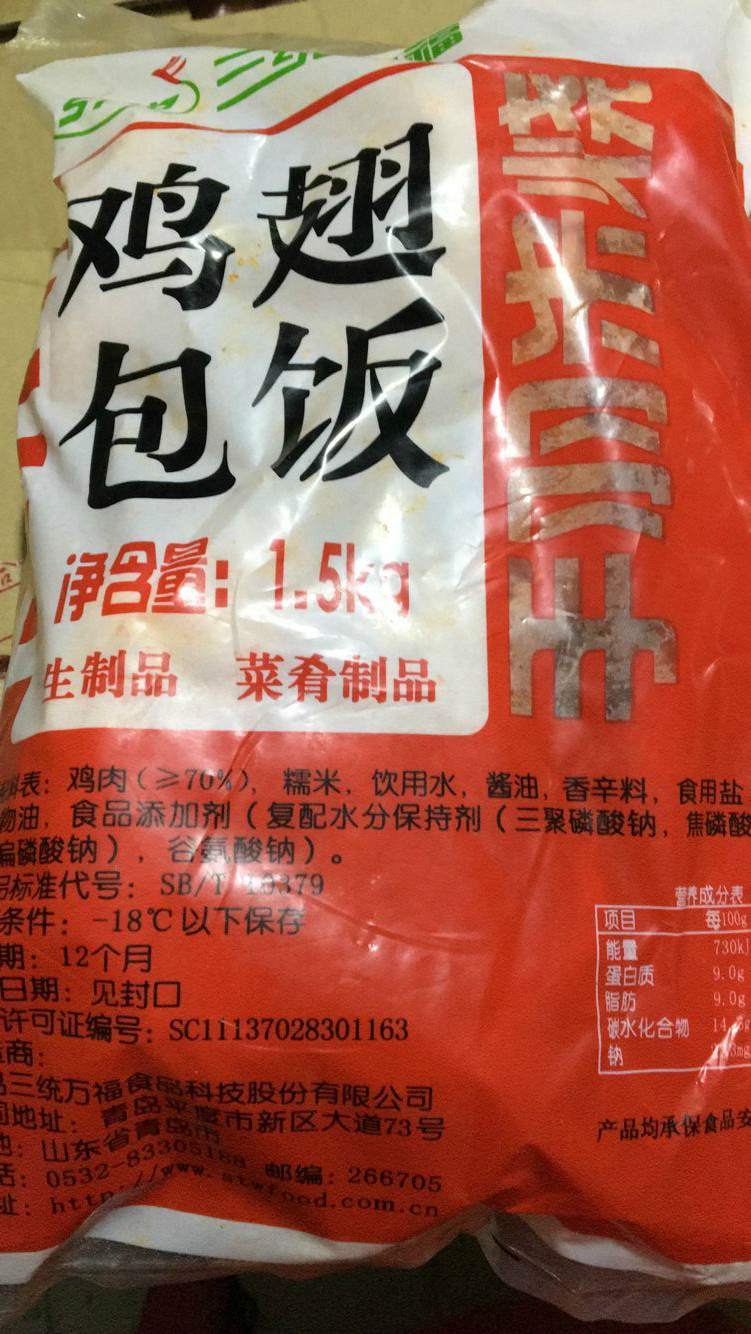 鸡翅
包饭
净含量: 1.5kg
生制品 菜肴制品
表: 鸡肉(≥70%), 糯米, 饮用水, 酱油, 香辛料, 食用盐
油, 食品添加剂(复配水分保持剂(三聚磷酸钠, 焦磷酸
偏磷酸钠), 谷氨酸钠)。
标准代号: SB/T 10379
条件: -18℃以下保存
期: 12个月
日期: 见封口
许可证编号: SC11137028301163
商:
三统万福食品科技股份有限公司
地址: 青岛平度市新区大道73号
地: 山东省青岛市
话: 0532-83305188 邮编: 266705
址: http://www.stwfood.com.cn
营养成分表
项目 每100g
能量 730kJ
蛋白质 9.0g
脂肪 9.0g
碳水化合物
钠
产品均承保食品安